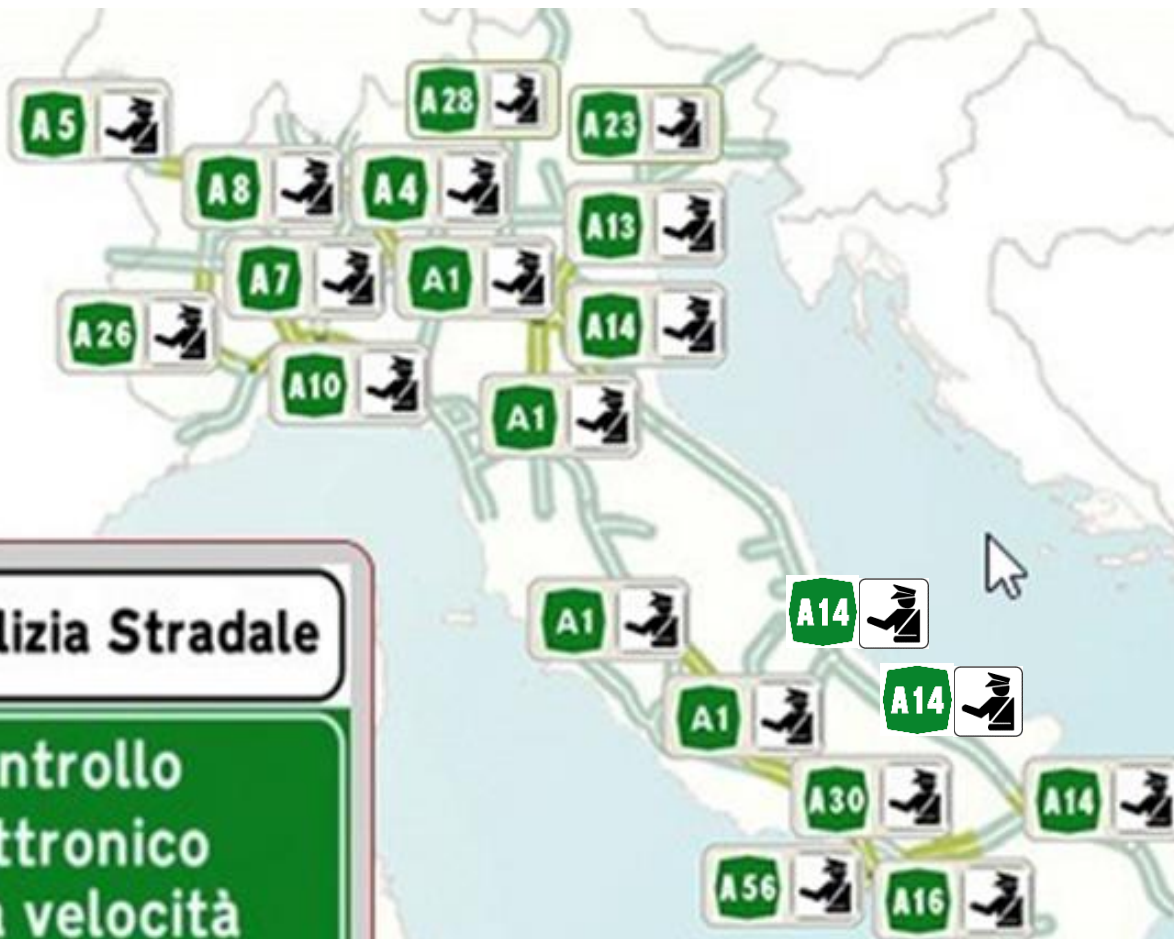 A28
A5
A23
A8
A4
A13
A7
A1
A26
A14
A10
A1
A1
A14
A14
A1
A30
A14
A56
A16
lizia Stradale
ntrollo
ttronico
a velocità